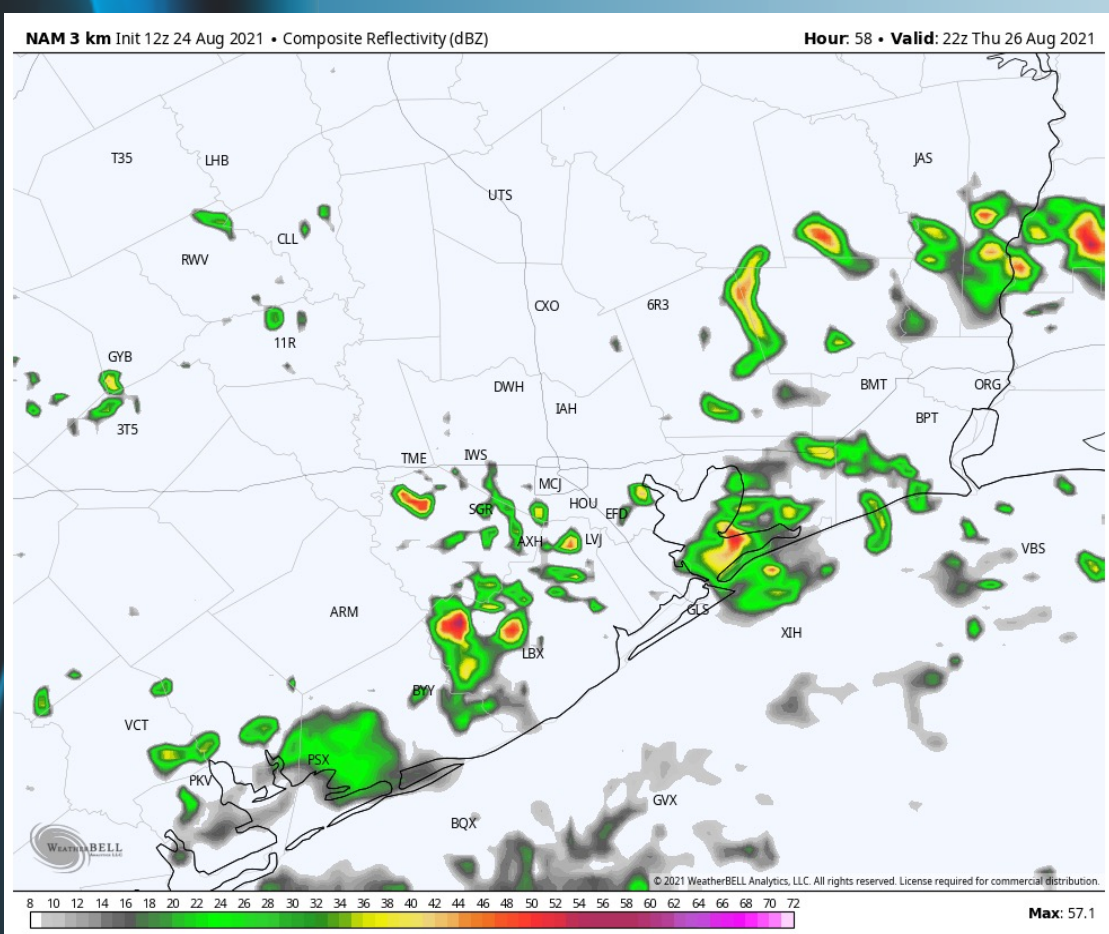 NAM 3 km Init 12z 24 Aug 2021 • Composite Reflectivity (dBZ)
Hour: 58 • Valid: 22z Thu 26 Aug 2021
T35
LHB
JAS
UTS
CLL
RWV
CXO
6R3
11R
GYB
DWH
BMT
ORG
IAH
BPT
3T5
TME
IWS
MCJ
SGR
HOU
EFD
AXH
LVJ
VBS
ARM
GLS
XIH
LBX
BYY
VCT
PSX
PKV
GVX
BQX
WEATHERBELL
© 2021 WeatherBELL Analytics, LLC. All rights reserved. License required for commercial distribution.
8 10 12 14 16 18 20 22 24 26 28 30 32 34 36 38 40 42 44 46 48 50 52 54 56 58 60 62 64 66 68 70 72
Max: 57.1